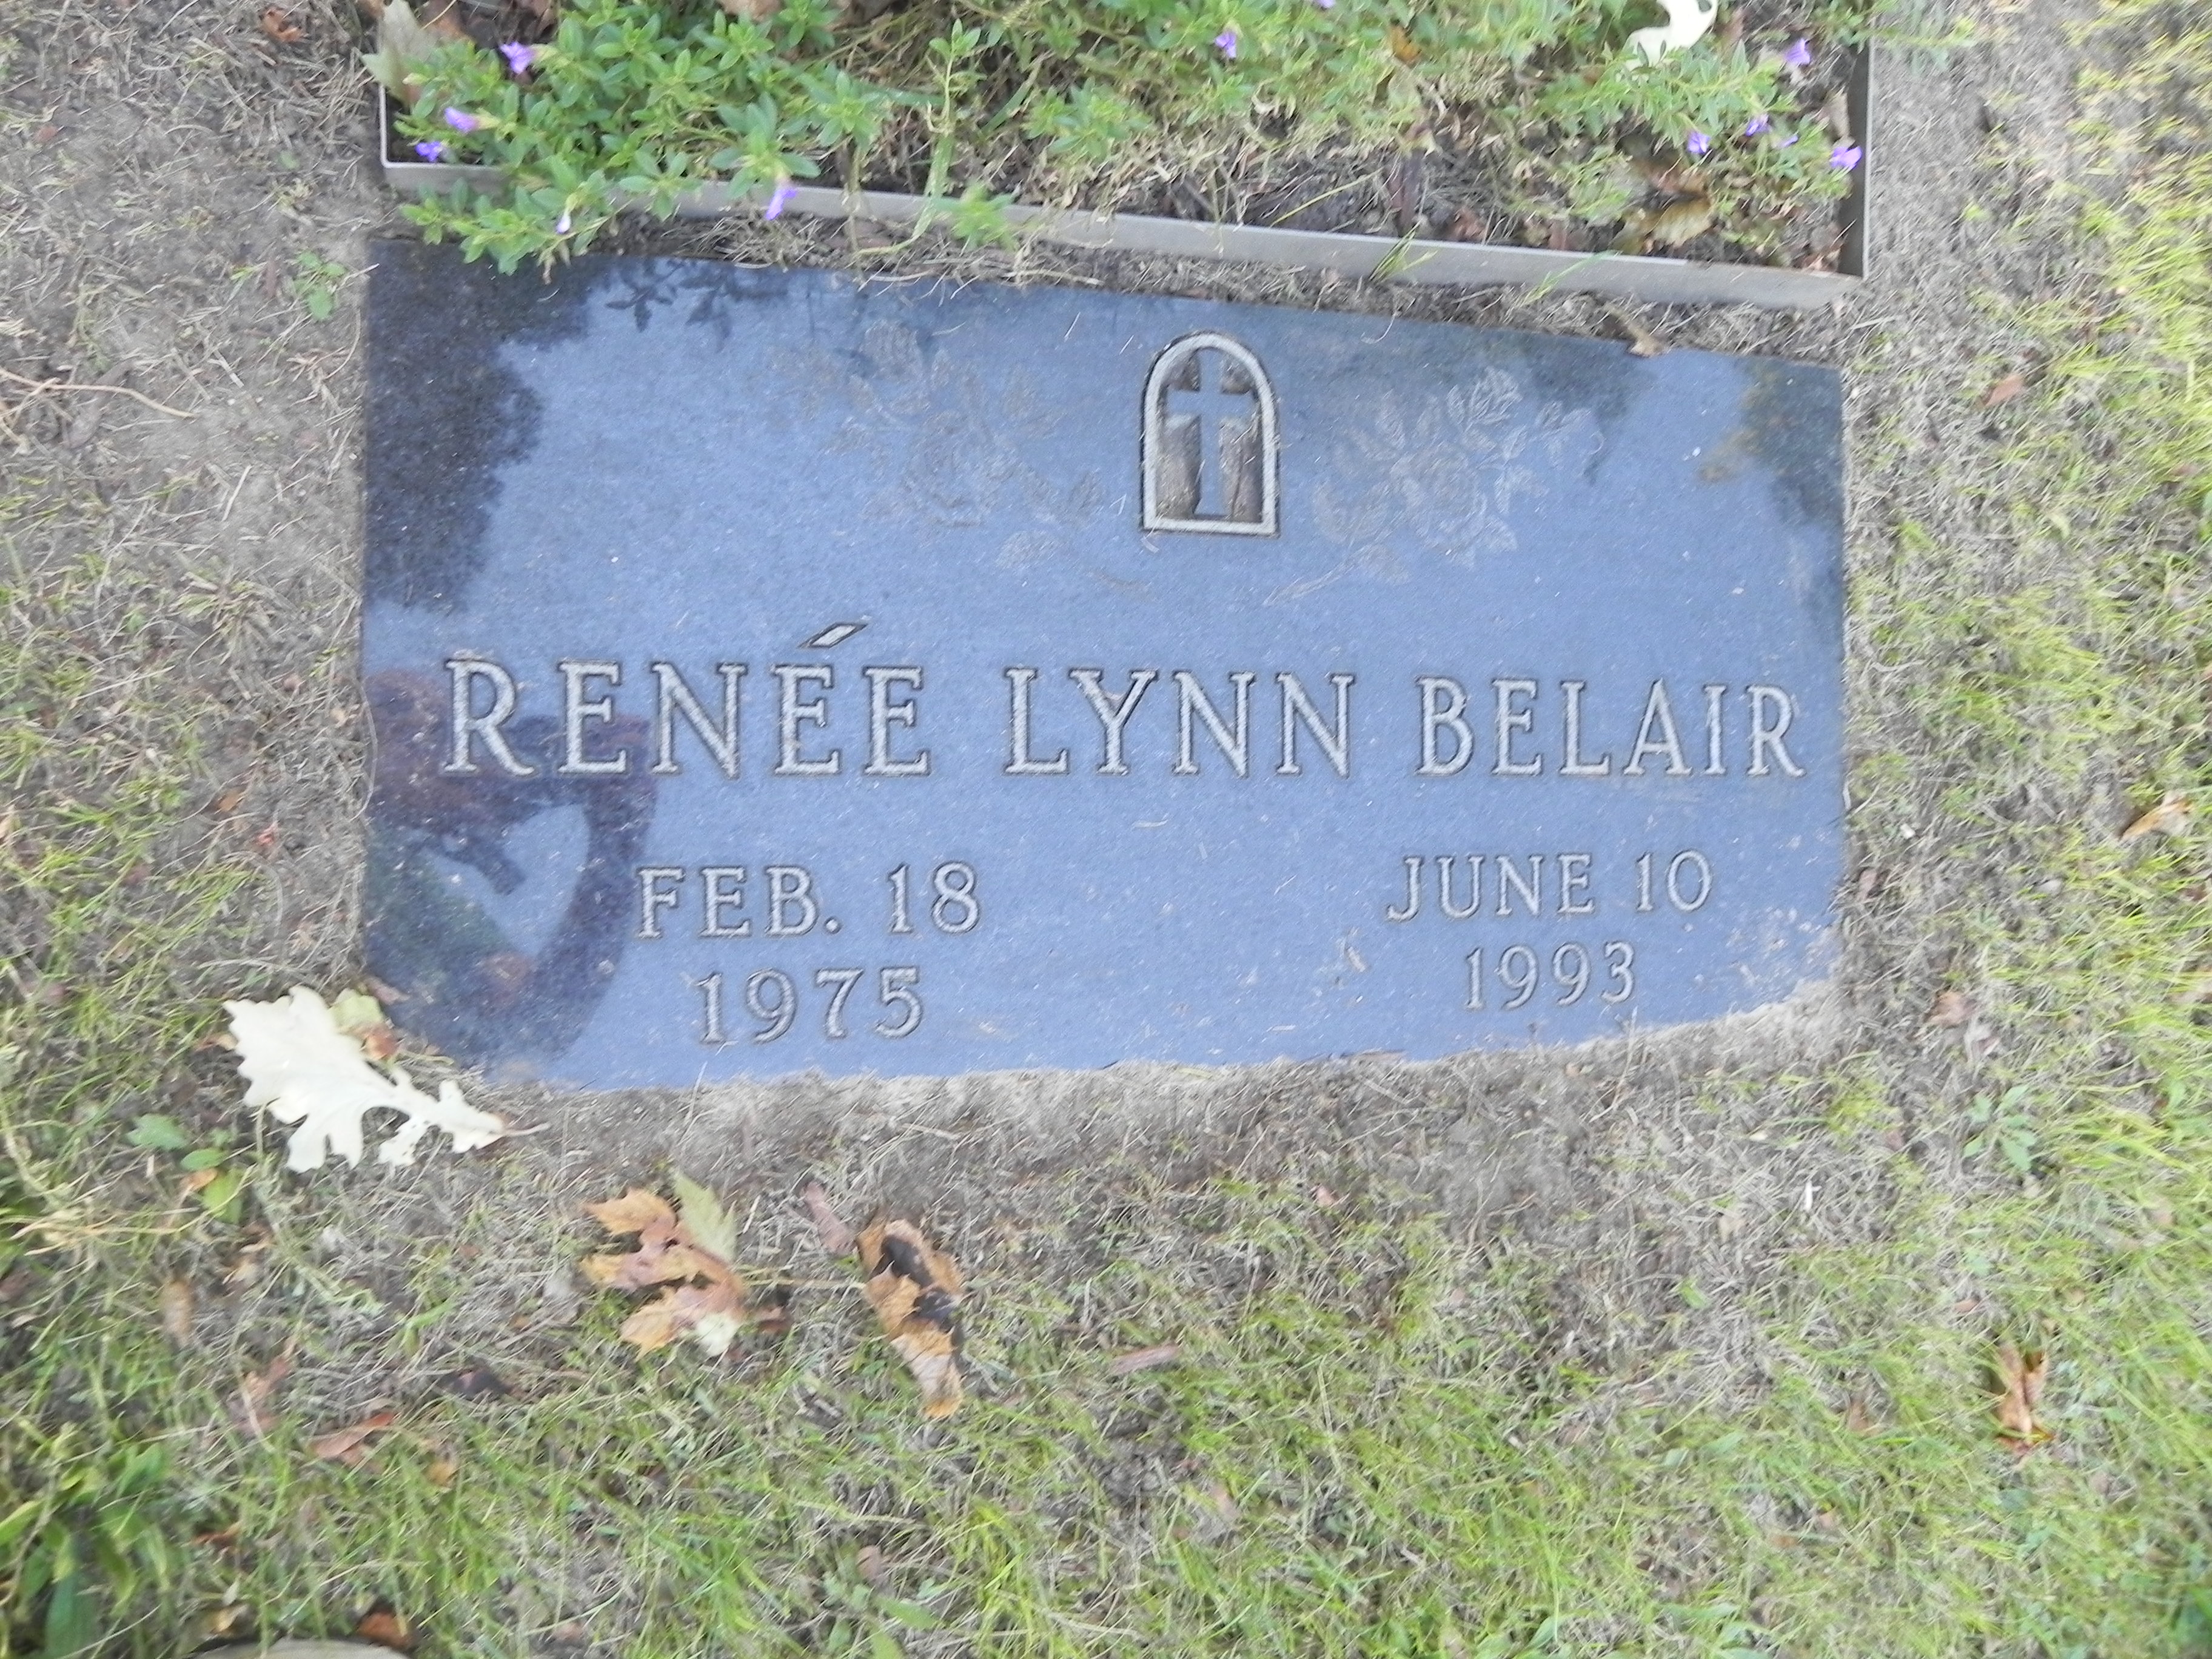 RENÉE LYNN BELAIR
FEB. 18 JUNE 10
1975 1993